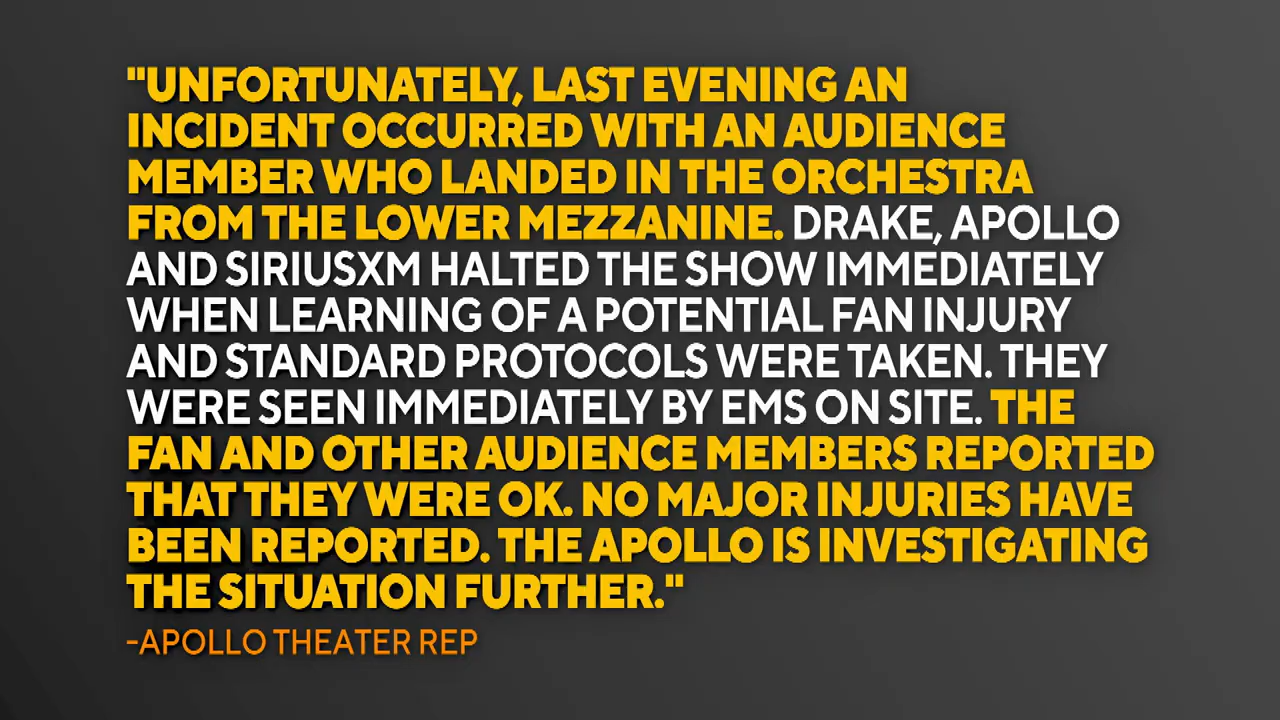 "UNFORTUNATELY, LAST EVENING AN
INCIDENT OCCURRED WITH AN AUDIENCE
MEMBER WHO LANDED IN THE ORCHESTRA
FROM THE LOWER MEZZANINE. DRAKE, APOLLO
AND SIRIUSXM HALTED THE SHOW IMMEDIATELY
WHEN LEARNING OF A POTENTIAL FAN INJURY
AND STANDARD PROTOCOLS WERE TAKEN. THEY
WERE SEEN IMMEDIATELY BY EMS ON SITE. THE
FAN AND OTHER AUDIENCE MEMBERS REPORTED
THAT THEY WERE OK. NO MAJOR INJURIES HAVE
BEEN REPORTED. THE APOLLO IS INVESTIGATING
THE SITUATION FURTHER."
-APOLLO THEATER REP